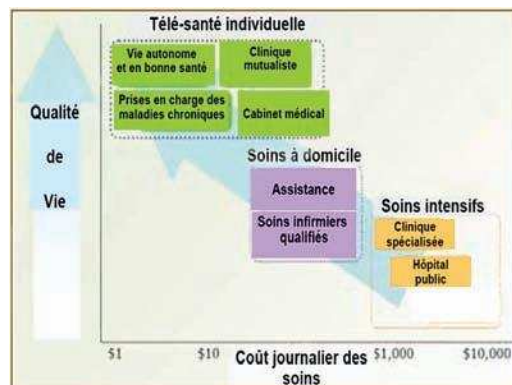 Télé-santé individuelle
Vie autonome
et en bonne santé
Clinique
mutualiste
Prises en charge des
maladies chroniques
Cabinet médical
Qualité
de
Vie
Soins à domicile
Assistance
Soins infirmiers
qualifiés
Soins intensifs
Clinique
spécialisée
Hôpital
public
$1
$10
Coût journalier des
soins
$1,000
$10,000